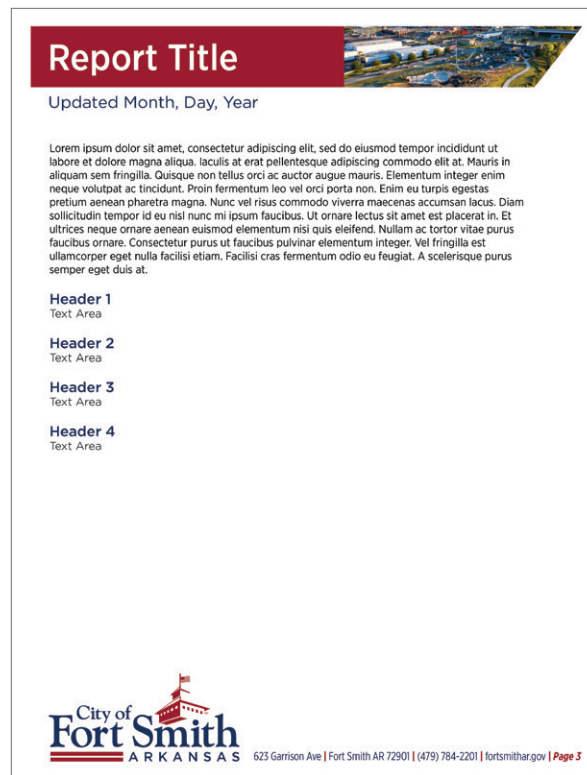 Report Title
Updated Month, Day, Year
Lorem ipsum dolor sit amet, consectetur adipiscing elit, sed do eiusmod tempor incididunt ut
labore et dolore magna aliqua. Iaculis at erat pellentesque adipiscing commodo elit at. Mauris in
aliquam sem fringilla. Quisque non tellus orci ac auctor augue mauris. Elementum integer enim
neque volutpat ac tincidunt. Proin fermentum leo vel orci porta non. Enim eu turpis egestas
pretium aenean pharetra magna. Nunc vel risus commodo viverra maecenas accumsan lacus. Diam
sollicitudin tempor id eu nisl nunc mi ipsum faucibus. Ut ornare lectus sit amet est placerat in. Et
ultrices neque ornare aenean euismod elementum nisi quis eleifend. Nullam ac tortor vitae purus
faucibus ornare. Consectetur purus ut faucibus pulvinar elementum integer. Vel fringilla est
ullamcorper eget nulla facilisi etiam. Facilisi cras fermentum odio eu feugiat. A scelerisque purus
semper eget duis at.
Header 1
Text Area
Header 2
Text Area
Header 3
Text Area
Header 4
Text Area
City of
Fort Smith
ARKANSAS
623 Garrison Ave | Fort Smith AR 72901 | (479) 784-2201 | fortsmithar.gov | Page 3